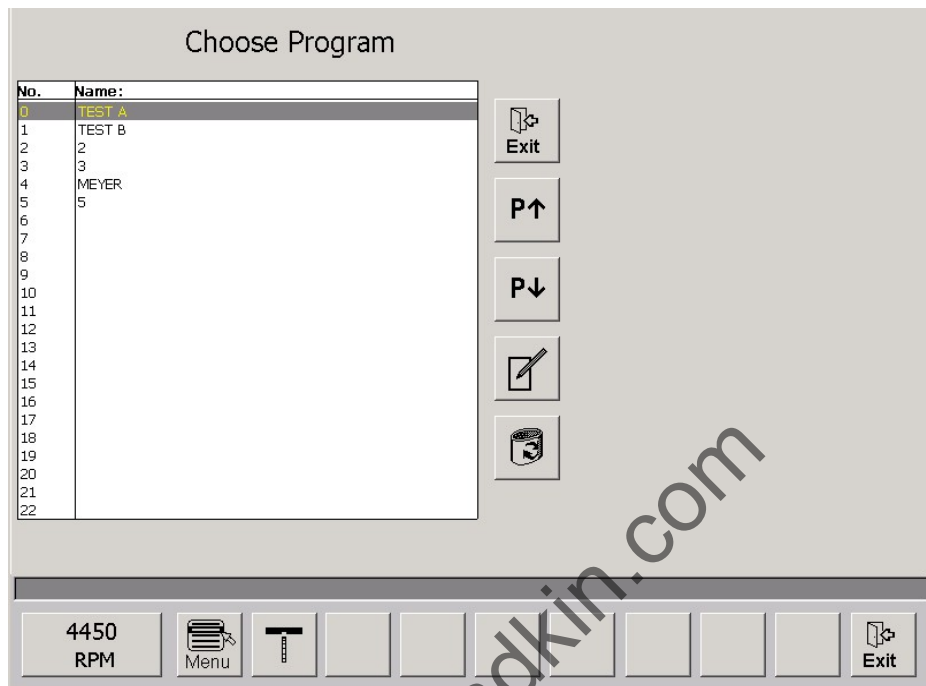 Choose Program
No. Name:
0 TEST A
1 TEST B
2 2
3 3
4 MEYER
5 5
6
7
8
9
10
11
12
13
14
15
16
17
18
19
20
21
22
Exit
P↑
P↓
4450
RPM
Menu
Exit